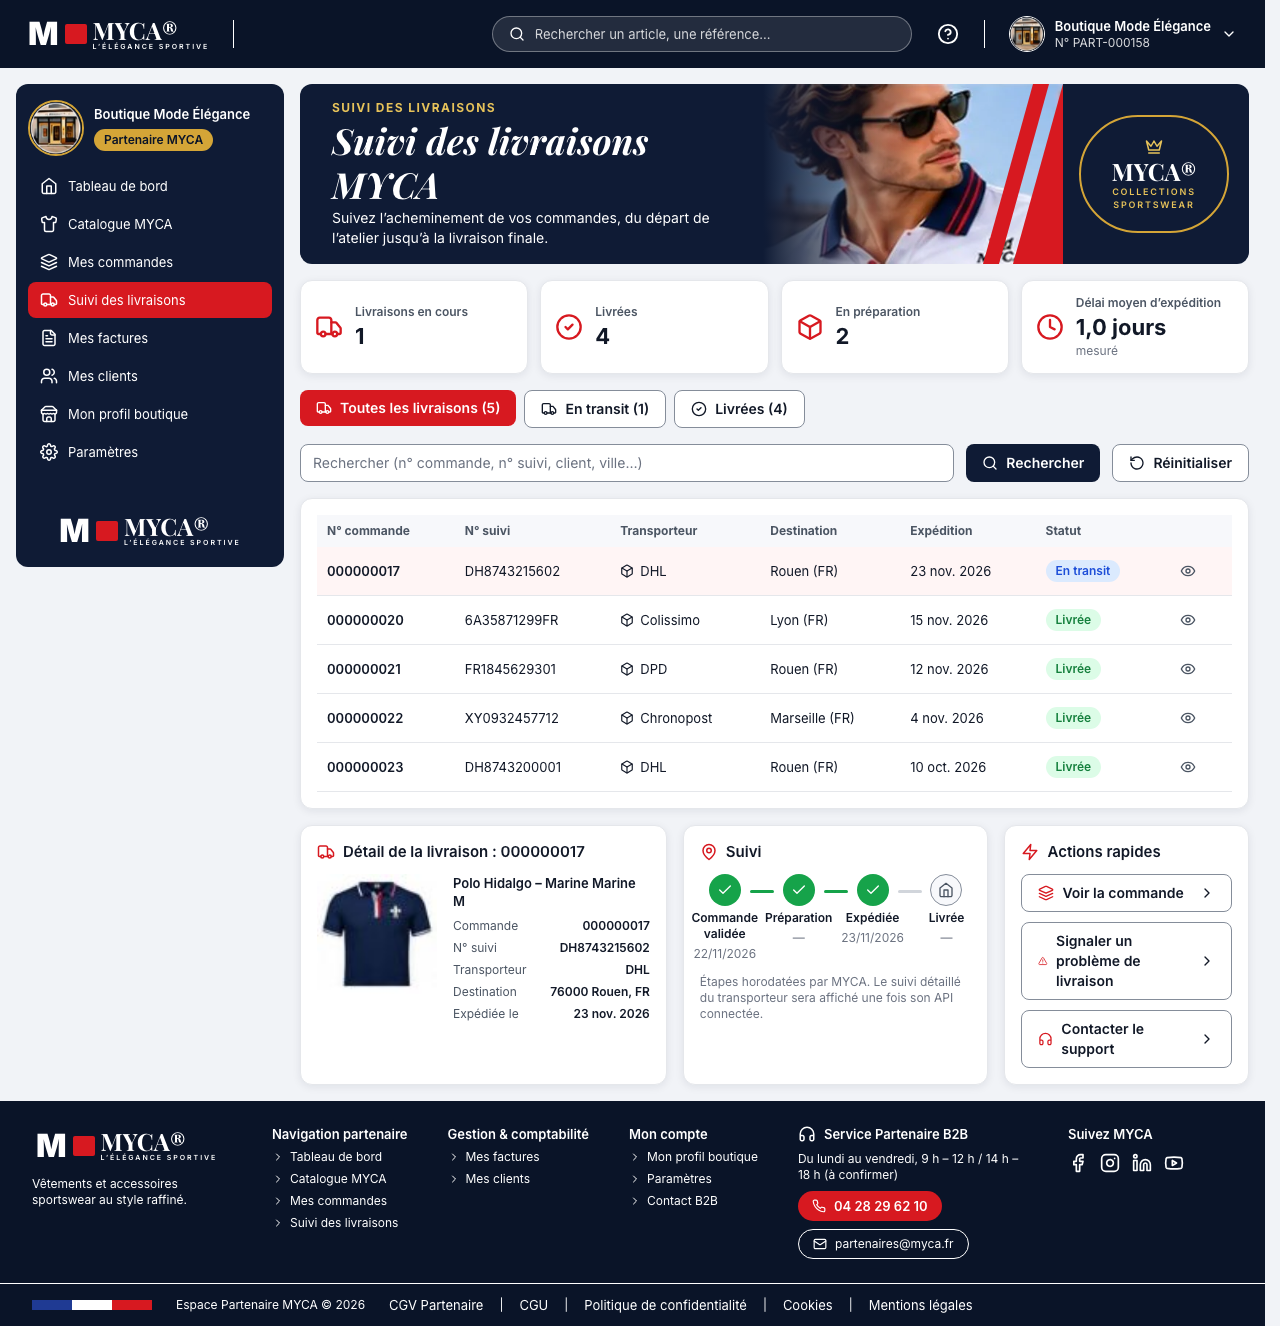 M MYCA®
L'ÉLÉGANCE SPORTIVE
Rechercher un article, une référence...
Boutique Mode Élégance
N° PART-000158
Boutique Mode Élégance
Partenaire MYCA
Tableau de bord
Catalogue MYCA
Mes commandes
Suivi des livraisons
Mes factures
Mes clients
Mon profil boutique
Paramètres
M MYCA®
L'ÉLÉGANCE SPORTIVE
SUIVI DES LIVRAISONS
Suivi des livraisons
MYCA
Suivez l’acheminement de vos commandes, du départ de
l’atelier jusqu’à la livraison finale.
MYCA®
COLLECTIONS
SPORTSWEAR
Livraisons en cours
1
Livrées
4
En préparation
2
Délai moyen d’expédition
1,0 jours
mesuré
Toutes les livraisons (5)
En transit (1)
Livrées (4)
Rechercher (n° commande, n° suivi, client, ville...)
Rechercher
Réinitialiser
N° commande N° suivi Transporteur Destination Expédition Statut
000000017 DH8743215602 DHL Rouen (FR) 23 nov. 2026 En transit
000000020 6A35871299FR Colissimo Lyon (FR) 15 nov. 2026 Livrée
000000021 FR1845629301 DPD Rouen (FR) 12 nov. 2026 Livrée
000000022 XY0932457712 Chronopost Marseille (FR) 4 nov. 2026 Livrée
000000023 DH8743200001 DHL Rouen (FR) 10 oct. 2026 Livrée
Détail de la livraison : 000000017
Polo Hidalgo – Marine Marine
M
Commande 000000017
N° suivi DH8743215602
Transporteur DHL
Destination 76000 Rouen, FR
Expédiée le 23 nov. 2026
Suivi
Commande
validée
22/11/2026
Préparation
—
Expédiée
23/11/2026
Livrée
—
Étapes horodatées par MYCA. Le suivi détaillé
du transporteur sera affiché une fois son API
connectée.
Actions rapides
Voir la commande
Signaler un
problème de
livraison
Contacter le
support
M MYCA®
L'ÉLÉGANCE SPORTIVE
Vêtements et accessoires
sportswear au style raffiné.
Navigation partenaire
Tableau de bord
Catalogue MYCA
Mes commandes
Suivi des livraisons
Gestion & comptabilité
Mes factures
Mes clients
Mon compte
Mon profil boutique
Paramètres
Contact B2B
Service Partenaire B2B
Du lundi au vendredi, 9 h – 12 h / 14 h –
18 h (à confirmer)
04 28 29 62 10
partenaires@myca.fr
Suivez MYCA
Espace Partenaire MYCA © 2026
CGV Partenaire | CGU | Politique de confidentialité | Cookies | Mentions légales